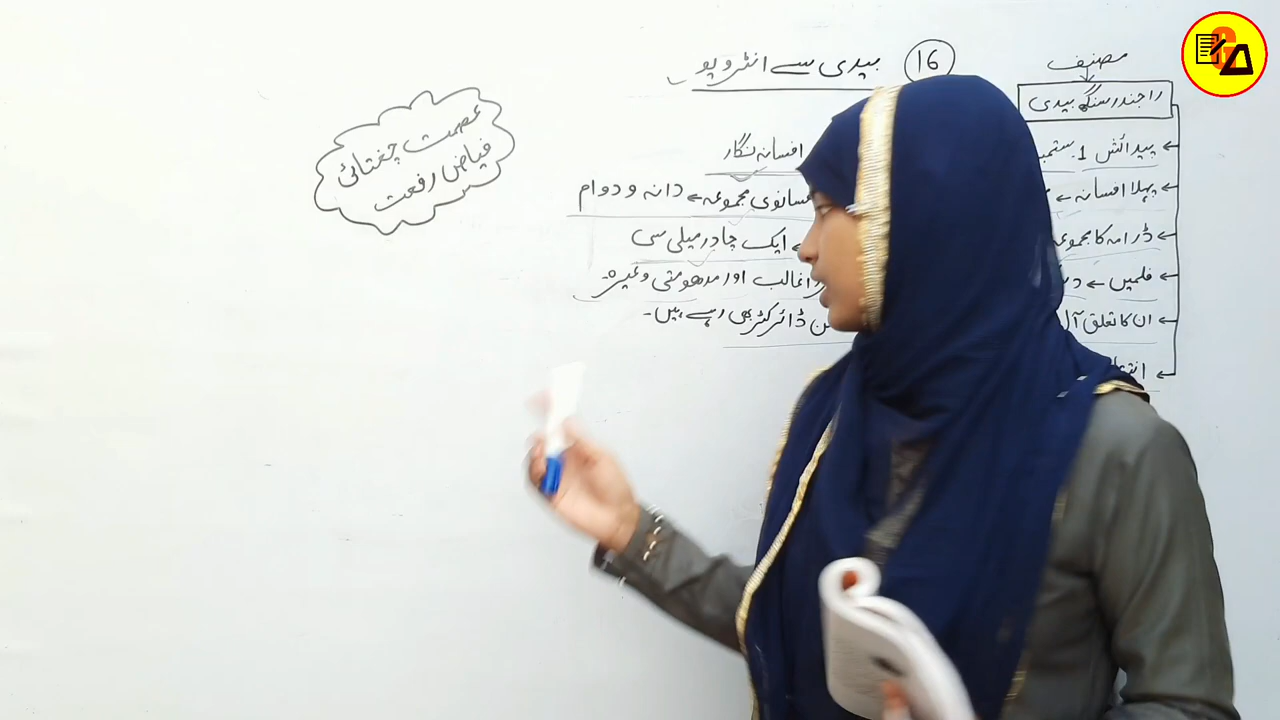 16 بیدی سے انٹرویو
مصنف
راجندر سنگھ بیدی
پیدائش 1 ستمبر افسانہ نگار
پہلا افسانہ ← مجموعہ ← دانہ و دوام
ڈرامہ کا مجموعہ ایک چادر میلی سی
فلمیں ← غالب اور مدھومتی وغیرہ
ان کا تعلق آل ڈائرکٹر بھی رہے ہیں۔
عصمت چغتائی
فیاض رفعت